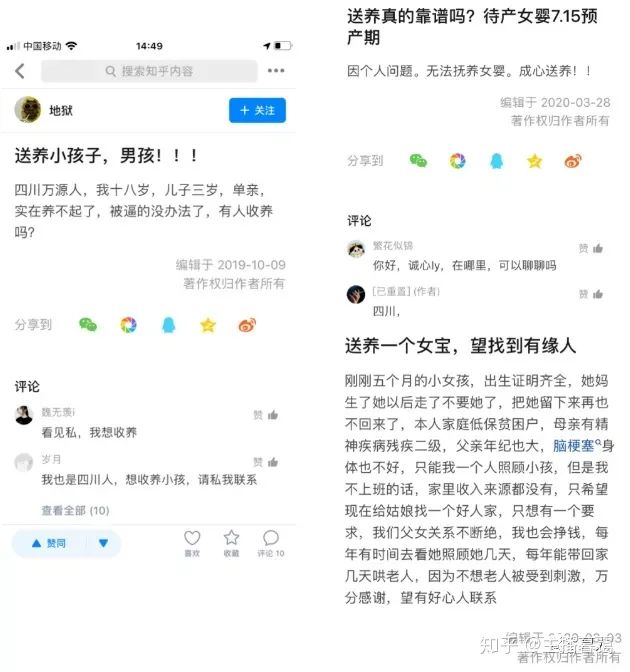 中国移动
14:49
搜索知乎内容
地狱
+ 关注
送养小孩子，男孩！！！
四川万源人，我十八岁，儿子三岁，单亲，
实在养不起了，被逼的没办法了，有人收养
吗？
编辑于 2019-10-09
著作权归作者所有
分享到
评论
魏无羡i
赞
看见私，我想收养
岁月
赞
我也是四川人，想收养小孩，请私我联系
查看全部 (10)
赞同
喜欢
收藏
评论 10
送养真的靠谱吗？待产女婴7.15预
产期
因个人问题。无法抚养女婴。成心送养！！
编辑于 2020-03-28
著作权归作者所有
分享到
评论
繁花似锦
赞
你好，诚心ly，在哪里，可以聊聊吗
[已重置] (作者)
赞
四川，
送养一个女宝，望找到有缘人
刚刚五个月的小女孩，出生证明齐全，她妈
生了她以后走了不要她了，把她留下来再也
不回来了，本人家庭低保贫困户，母亲有精
神疾病残疾二级，父亲年纪也大，脑梗塞身
体也不好，只能我一个人照顾小孩，但是我
不上班的话，家里收入来源都没有，只希望
现在给姑娘找一个好人家，只想有一个要
求，我们父女关系不断绝，我也会挣钱，每
年有时间去看她照顾她几天，每年能带回家
几天哄老人，因为不想老人被受到刺激，万
分感谢，望有好心人联系
编辑于 2020-03-03
著作权归作者所有
知乎